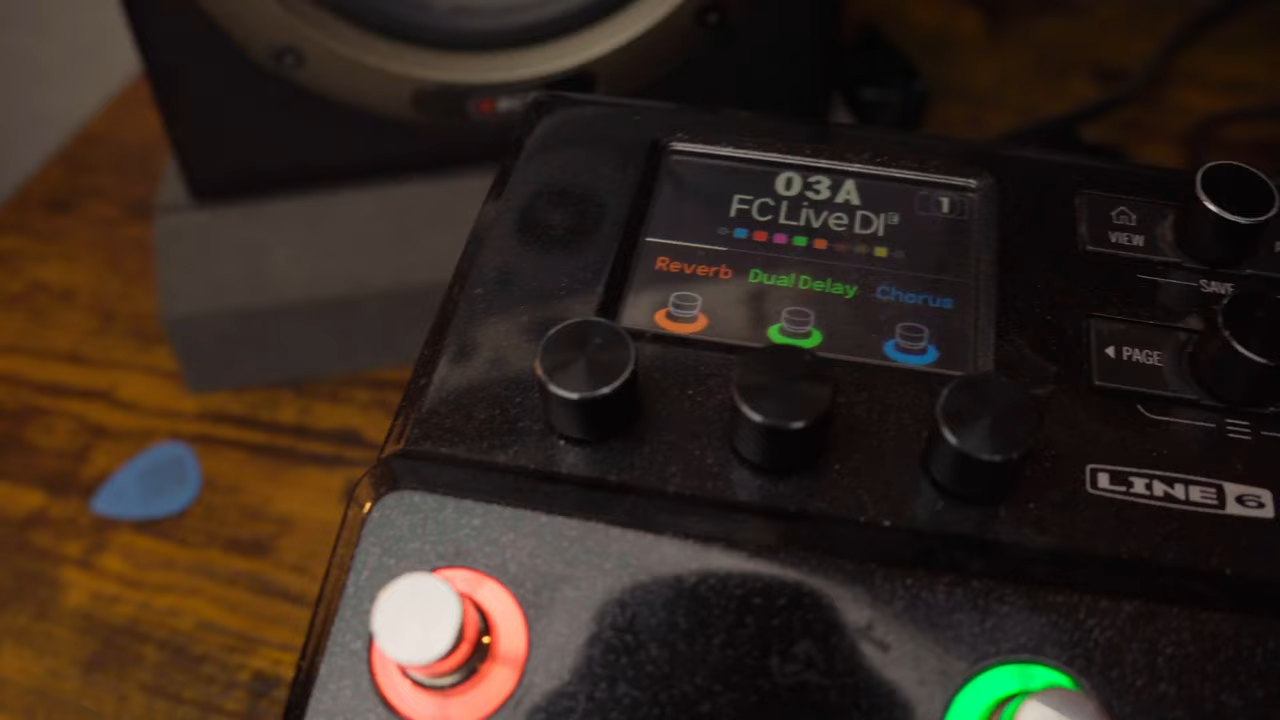 03A
1
FC Live DI
Reverb
Dual Delay
Chorus
VIEW
SAVE
PAGE
LINE 6